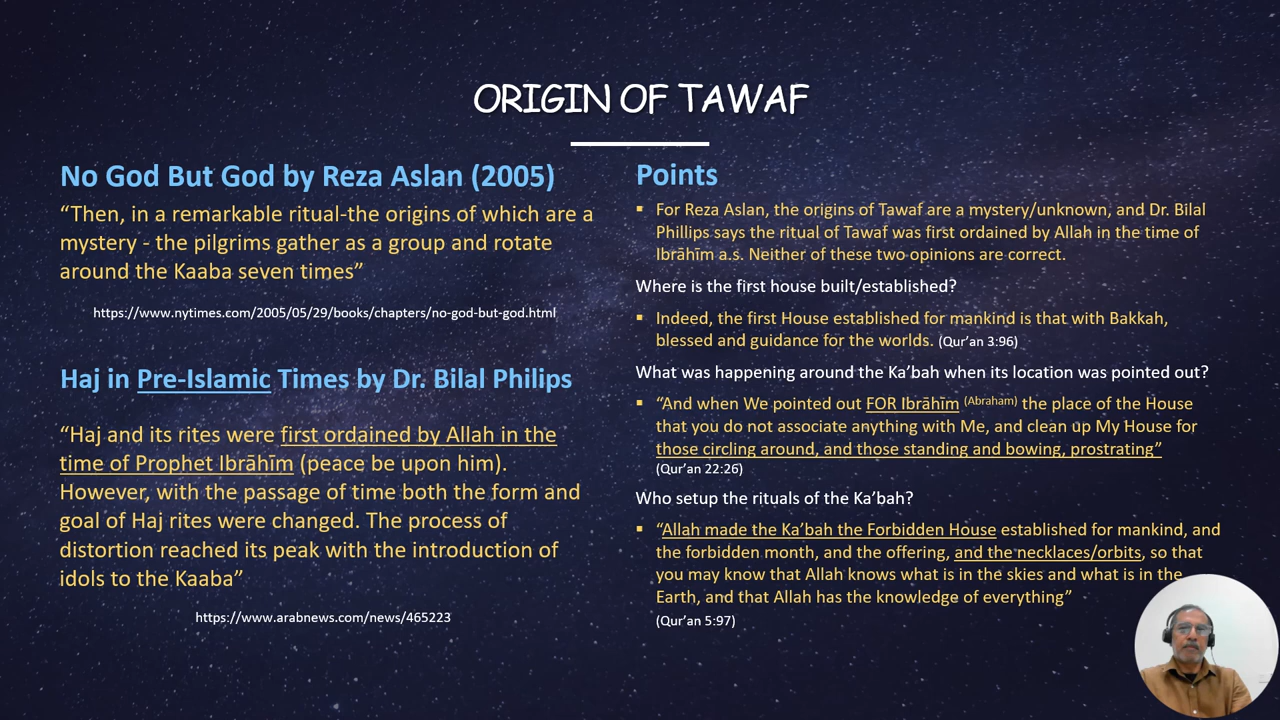 ORIGIN OF TAWAF
No God But God by Reza Aslan (2005)
“Then, in a remarkable ritual-the origins of which are a
mystery - the pilgrims gather as a group and rotate
around the Kaaba seven times”
https://www.nytimes.com/2005/05/29/books/chapters/no-god-but-god.html
Haj in Pre-Islamic Times by Dr. Bilal Philips
“Haj and its rites were first ordained by Allah in the
time of Prophet Ibrāhīm (peace be upon him).
However, with the passage of time both the form and
goal of Haj rites were changed. The process of
distortion reached its peak with the introduction of
idols to the Kaaba”
https://www.arabnews.com/news/465223
Points
▪ For Reza Aslan, the origins of Tawaf are a mystery/unknown, and Dr. Bilal
Phillips says the ritual of Tawaf was first ordained by Allah in the time of
Ibrāhīm a.s. Neither of these two opinions are correct.
Where is the first house built/established?
▪ Indeed, the first House established for mankind is that with Bakkah,
blessed and guidance for the worlds. (Qur’an 3:96)
What was happening around the Ka’bah when its location was pointed out?
▪ “And when We pointed out FOR Ibrāhīm (Abraham) the place of the House
that you do not associate anything with Me, and clean up My House for
those circling around, and those standing and bowing, prostrating”
(Qur’an 22:26)
Who setup the rituals of the Ka’bah?
▪ “Allah made the Ka’bah the Forbidden House established for mankind, and
the forbidden month, and the offering, and the necklaces/orbits, so that
you may know that Allah knows what is in the skies and what is in the
Earth, and that Allah has the knowledge of everything”
(Qur’an 5:97)